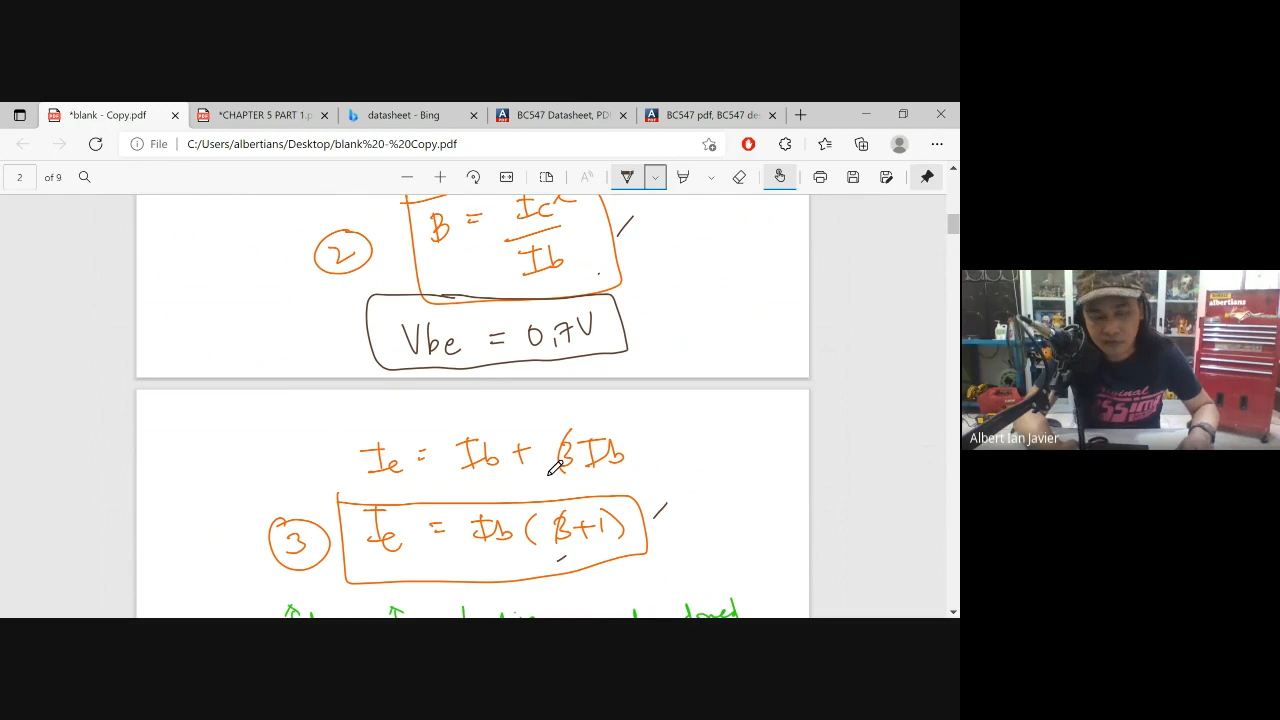 *blank - Copy.pdf
*CHAPTER 5 PART 1.p
datasheet - Bing
BC547 Datasheet, PD
BC547 pdf, BC547 de
File
C:/Users/albertians/Desktop/blank%20-%20Copy.pdf
2 of 9
β = Ic
Ib
2
Vbe = 0,7V
Ie = Ib + βIb
3
Ie = Ib (β+1)
albertians
Original
Albert Ian Javier